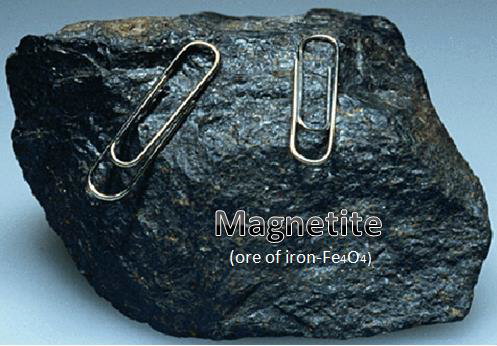 Magnetite
(ore of iron-Fe₄O₄)